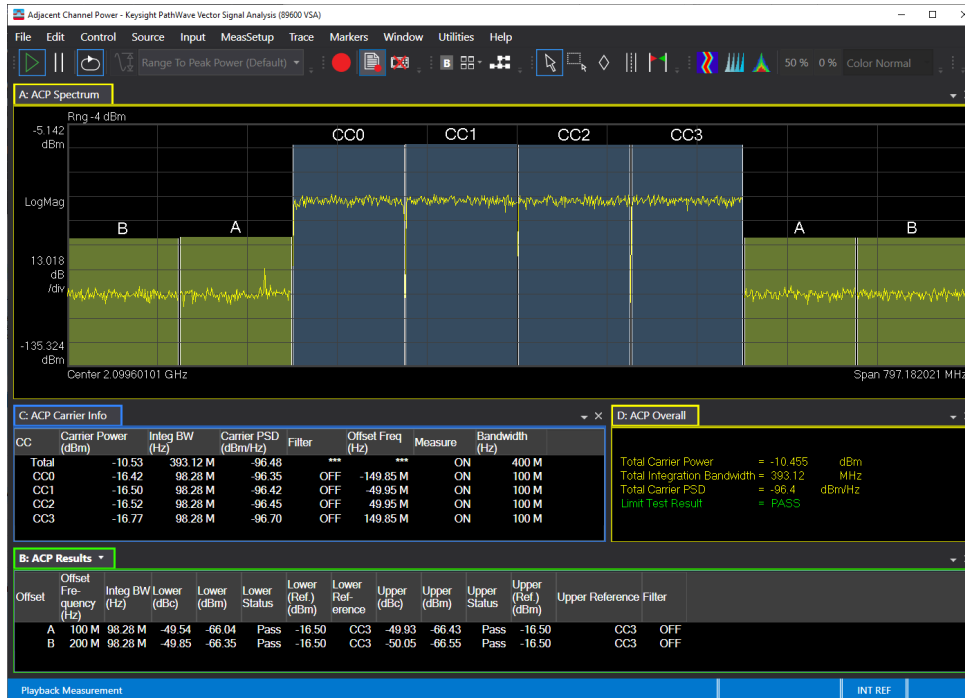 Adjacent Channel Power - Keysight PathWave Vector Signal Analysis (89600 VSA)
File Edit Control Source Input MeasSetup Trace Markers Window Utilities Help
Range To Peak Power (Default) B 50 % 0 % Color Normal
A: ACP Spectrum
Rng -4 dBm
-5.142
dBm
CC0 CC1 CC2 CC3
LogMag
B A A B
13.018
dB
/div
-135.324
dBm
Center 2.09960101 GHz Span 797.182021 MHz
C: ACP Carrier Info
CC Carrier Power (dBm) Integ BW (Hz) Carrier PSD (dBm/Hz) Filter Offset Freq (Hz) Measure Bandwidth (Hz)
Total -10.53 393.12 M -96.48 *** *** ON 400 M
CC0 -16.42 98.28 M -96.35 OFF -149.85 M ON 100 M
CC1 -16.50 98.28 M -96.42 OFF -49.95 M ON 100 M
CC2 -16.52 98.28 M -96.45 OFF 49.95 M ON 100 M
CC3 -16.77 98.28 M -96.70 OFF 149.85 M ON 100 M
D: ACP Overall
Total Carrier Power = -10.455 dBm
Total Integration Bandwidth = 393.12 MHz
Total Carrier PSD = -96.4 dBm/Hz
Limit Test Result = PASS
B: ACP Results
Offset Offset Fre-quency (Hz) Integ BW (Hz) Lower (dBc) Lower (dBm) Lower Status Lower (Ref.) (dBm) Lower Ref-erence Upper (dBc) Upper (dBm) Upper Status Upper (Ref.) (dBm) Upper Reference Filter
A 100 M 98.28 M -49.54 -66.04 Pass -16.50 CC3 -49.93 -66.43 Pass -16.50 CC3 OFF
B 200 M 98.28 M -49.85 -66.35 Pass -16.50 CC3 -50.05 -66.55 Pass -16.50 CC3 OFF
Playback Measurement INT REF